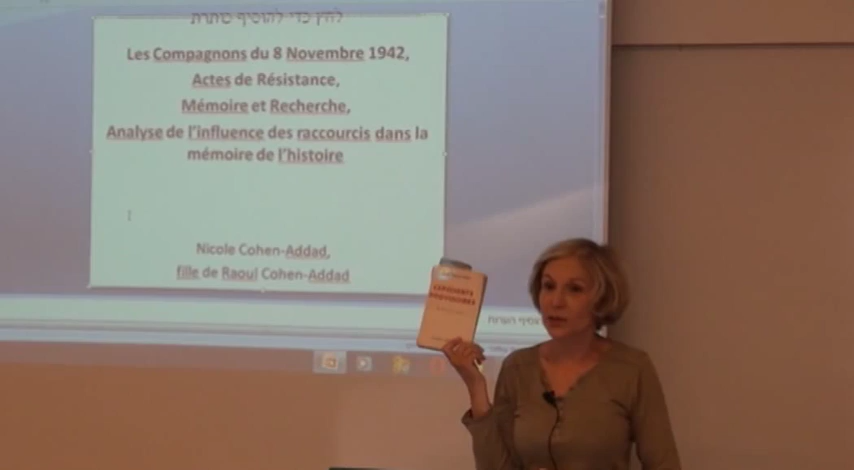 לחץ כדי להוסיף כותרת
Les Compagnons du 8 Novembre 1942,
Actes de Résistance,
Mémoire et Recherche,
Analyse de l'influence des raccourcis dans la
mémoire de l'histoire
Nicole Cohen-Addad,
fille de Raoul Cohen-Addad